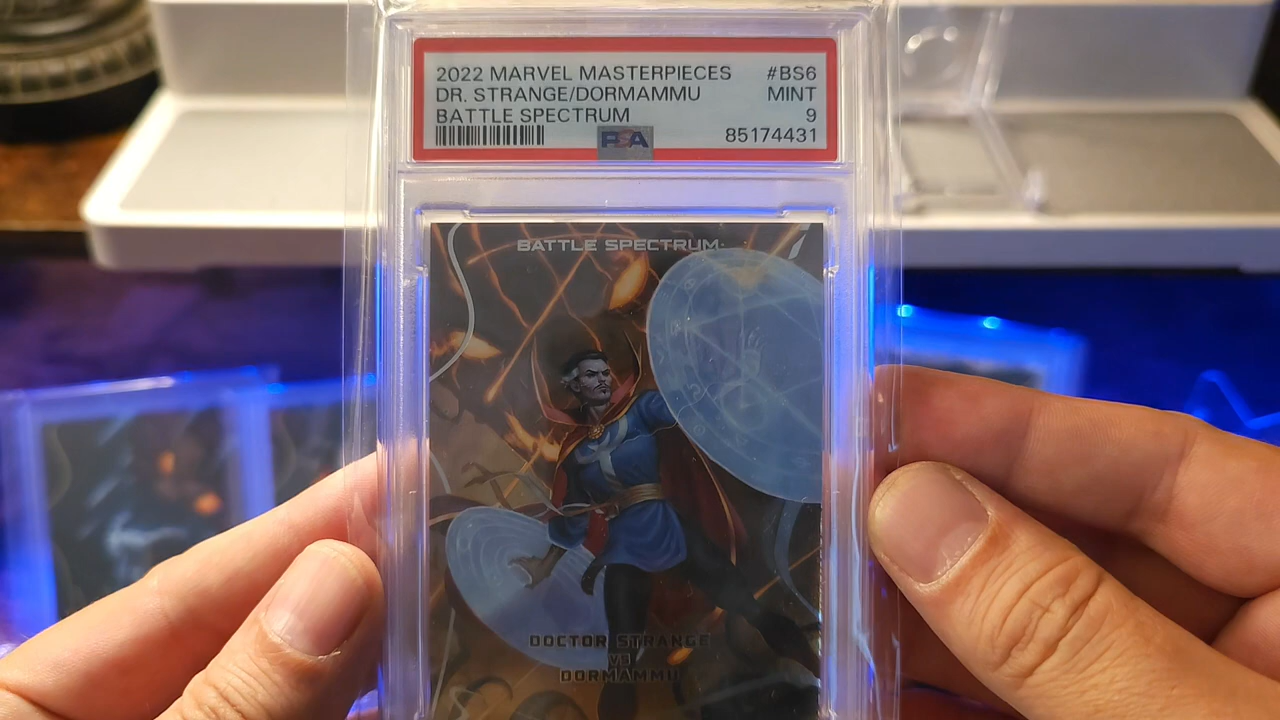 2022 MARVEL MASTERPIECES #BS6
DR. STRANGE/DORMAMMU MINT
BATTLE SPECTRUM 9
PSA 85174431
BATTLE SPECTRUM
DOCTOR STRANGE
VS
DORMAMMU